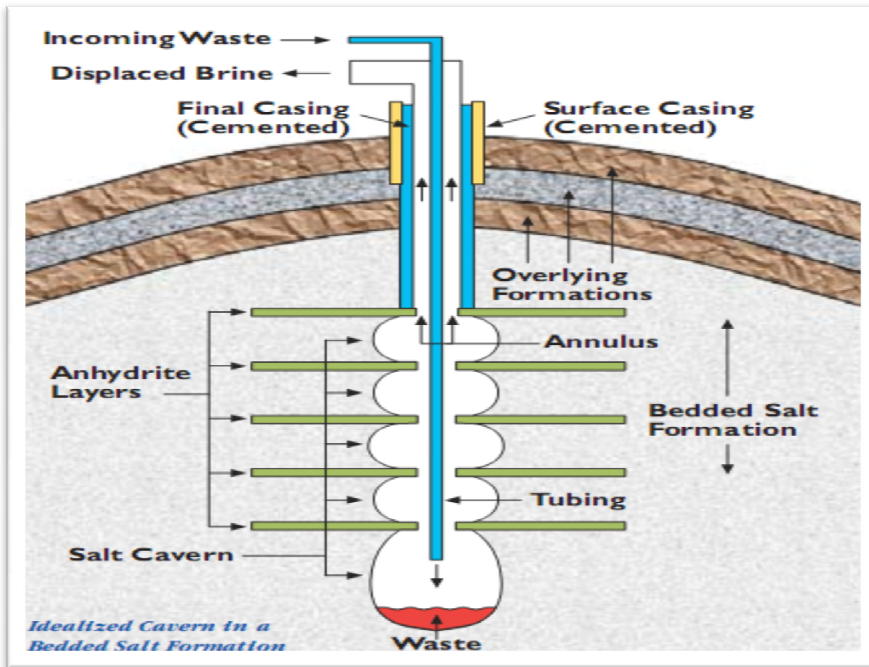 Incoming Waste
Displaced Brine
Final Casing
(Cemented)
Surface Casing
(Cemented)
Overlying
Formations
Annulus
Anhydrite
Layers
Bedded Salt
Formation
Tubing
Salt Cavern
Idealized Cavern in a
Bedded Salt Formation
Waste